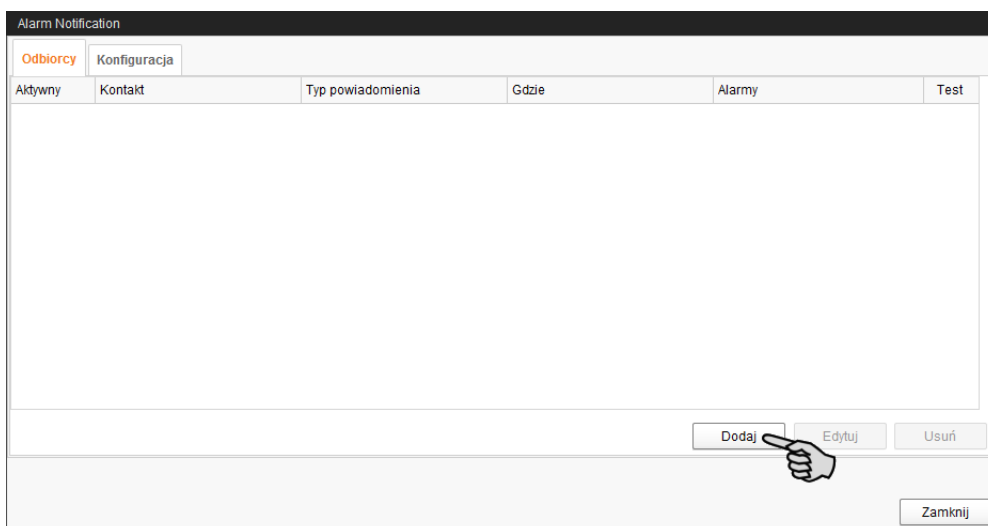 Alarm Notification
Odbiorcy Konfiguracja
Aktywny Kontakt Typ powiadomienia Gdzie Alarmy Test
Dodaj Edytuj Usuń
Zamknij